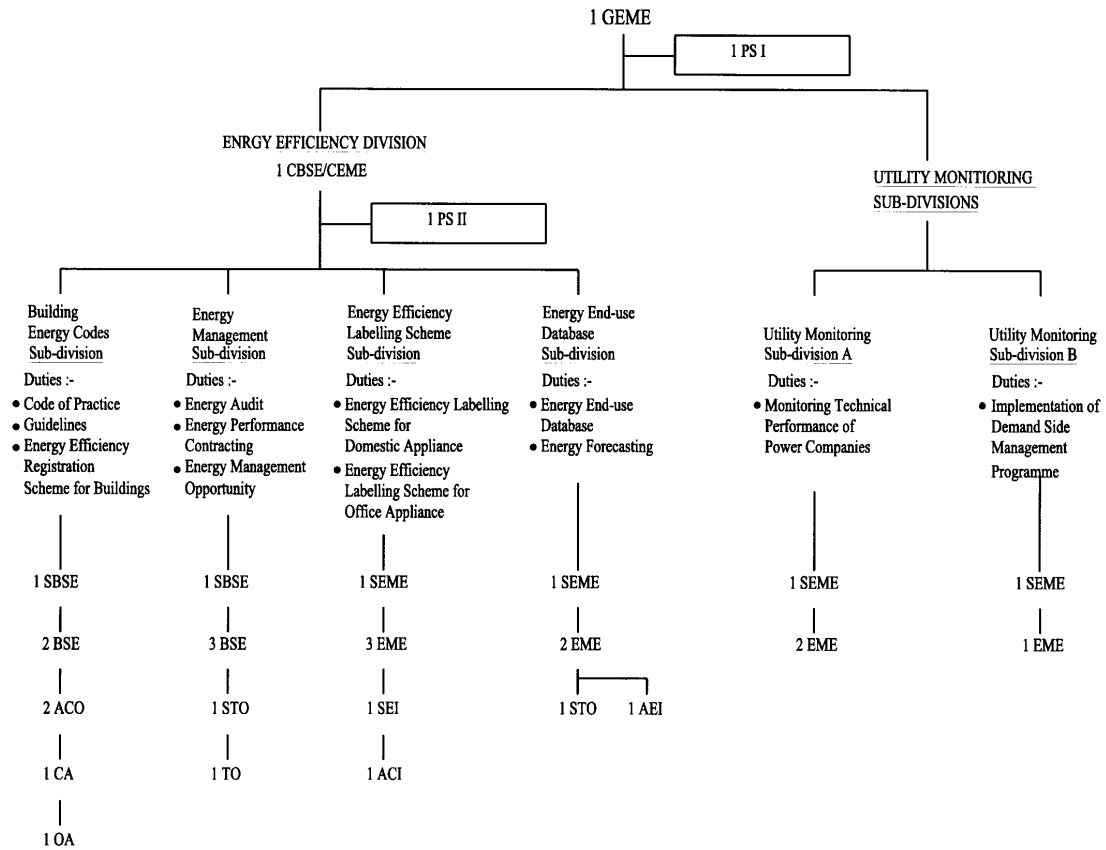 1 GEME
1 PS I
ENRGY EFFICIENCY DIVISION
1 CBSE/CEME
1 PS II
UTILITY MONITIORING
SUB-DIVISIONS
Building
Energy Codes
Sub-division
Duties :-
• Code of Practice
• Guidelines
• Energy Efficiency
Registration
Scheme for Buildings
1 SBSE
2 BSE
2 ACO
1 CA
1 OA
Energy
Management
Sub-division
Duties :-
• Energy Audit
• Energy Performance
Contracting
• Energy Management
Opportunity
1 SBSE
3 BSE
1 STO
1 TO
Energy Efficiency
Labelling Scheme
Sub-division
Duties :-
• Energy Efficiency Labelling
Scheme for
Domestic Appliance
• Energy Efficiency
Labelling Scheme for
Office Appliance
1 SEME
3 EME
1 SEI
1 ACI
Energy End-use
Database
Sub-division
Duties :-
• Energy End-use
Database
• Energy Forecasting
1 SEME
2 EME
1 STO
1 AEI
Utility Monitoring
Sub-division A
Duties :-
• Monitoring Technical
Performance of
Power Companies
1 SEME
2 EME
Utility Monitoring
Sub-division B
Duties :-
• Implementation of
Demand Side
Management
Programme
1 SEME
1 EME